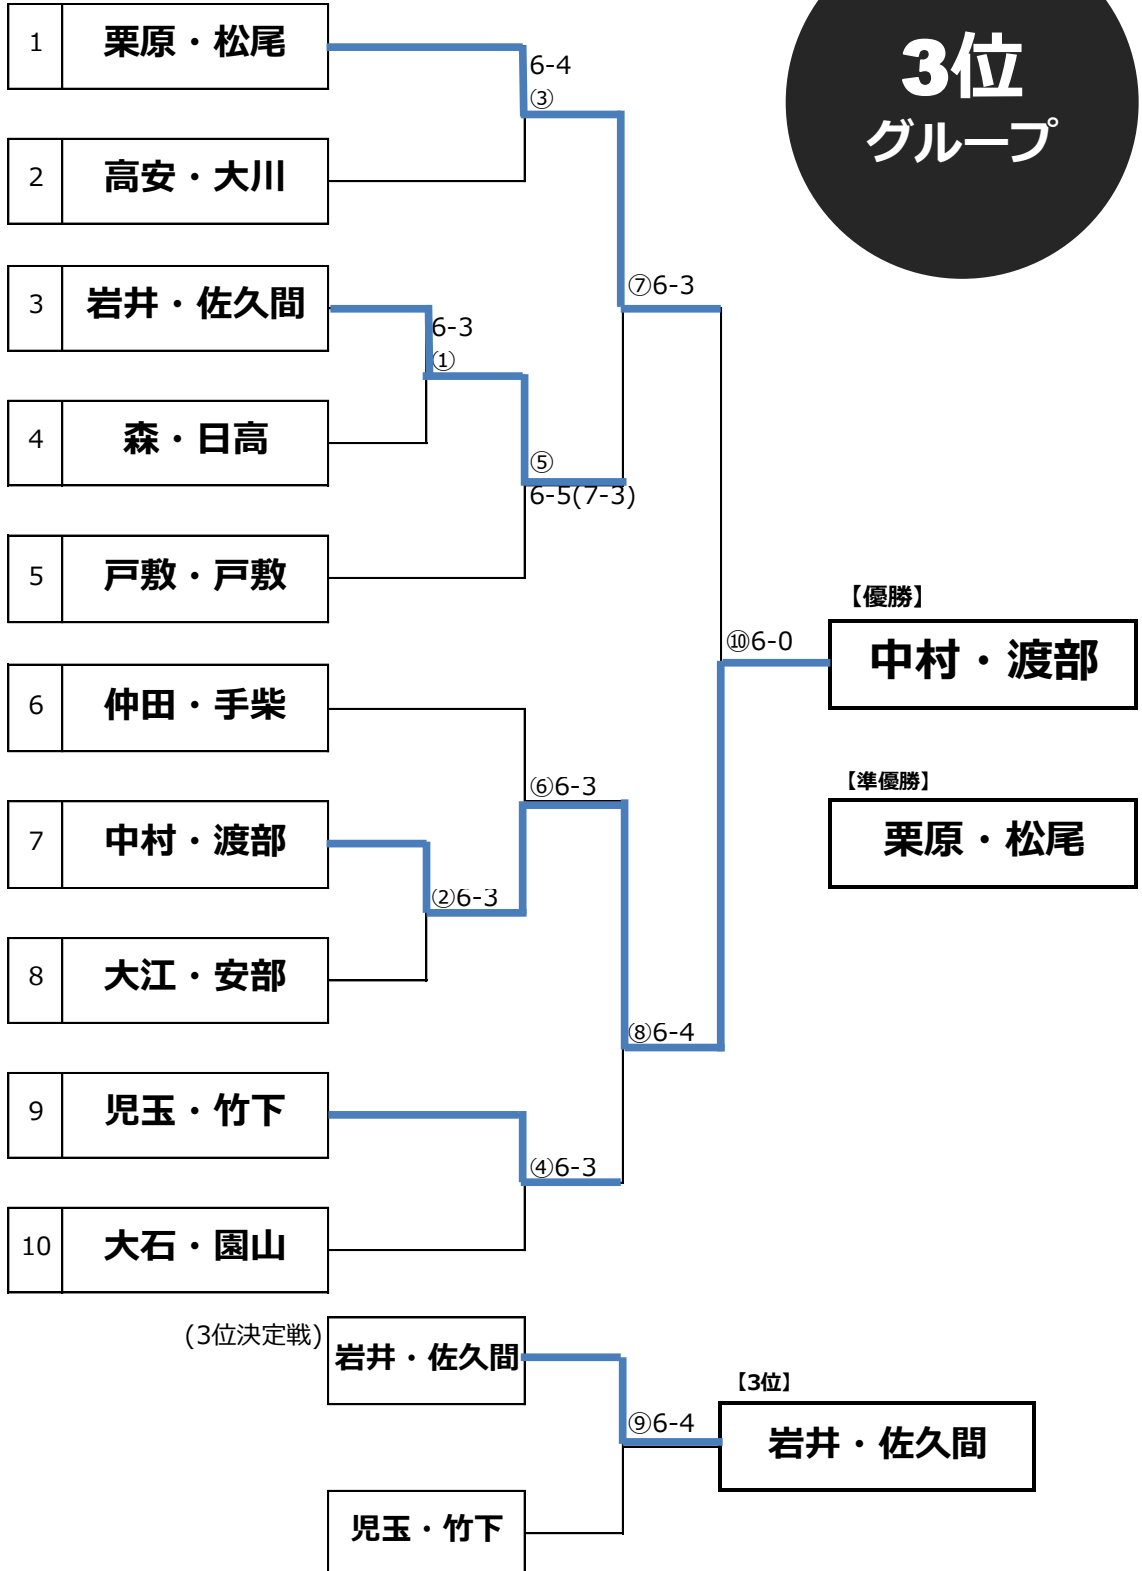 3位
グループ
1 栗原・松尾
6-4
③
2 高安・大川
⑦6-3
3 岩井・佐久間
6-3
①
4 森・日高
⑤
6-5(7-3)
5 戸敷・戸敷
【優勝】
⑩6-0
中村・渡部
6 仲田・手柴
⑥6-3
【準優勝】
栗原・松尾
7 中村・渡部
②6-3
8 大江・安部
⑧6-4
9 児玉・竹下
④6-3
10 大石・園山
(3位決定戦)
岩井・佐久間
【3位】
⑨6-4
岩井・佐久間
児玉・竹下